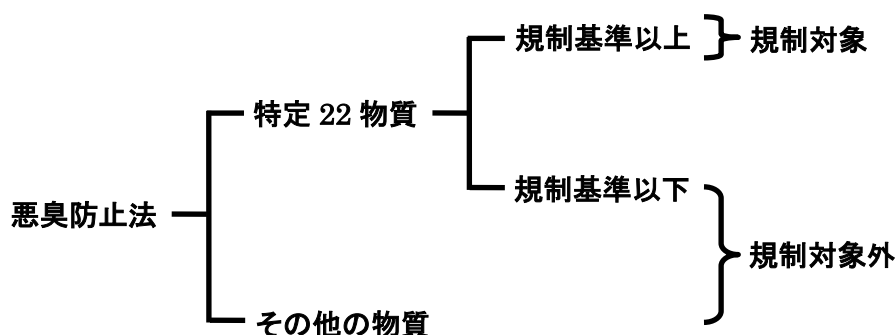 規制基準以上
規制対象
特定 22 物質
規制基準以下
悪臭防止法
規制対象外
その他の物質